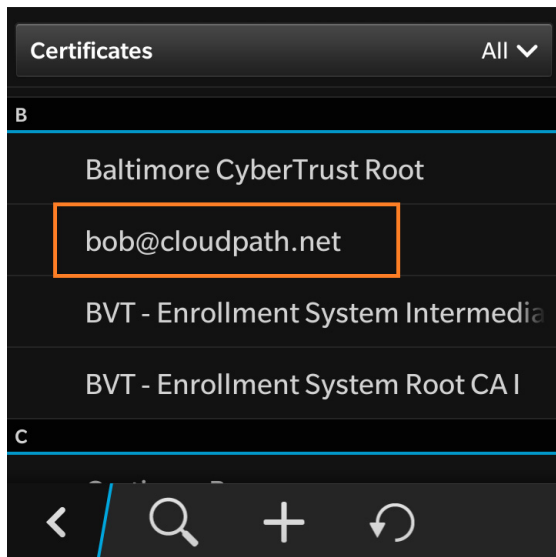 Certificates All
B
Baltimore CyberTrust Root
bob@cloudpath.net
BVT - Enrollment System Intermedia
BVT - Enrollment System Root CA I
C